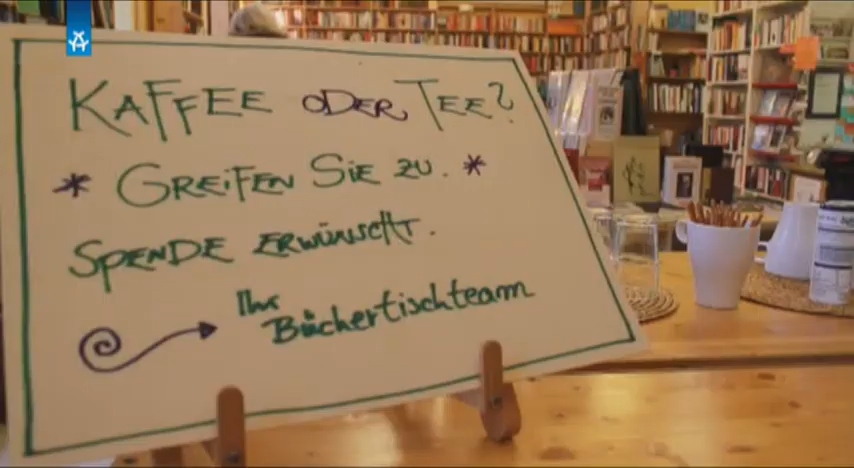 KAFFEE ODER TEE?
* GREIFEN SIE ZU. *
SPENDE ERWÜNSCHT.
Ihr
Büchertischteam